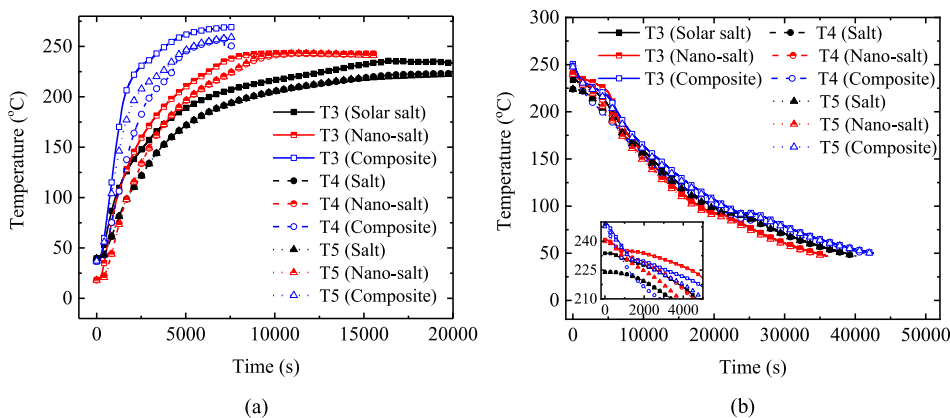 250
200
150
100
50
0
Temperature (°C)
0
5000
10000
15000
20000
Time (s)
T3 (Solar salt)
T3 (Nano-salt)
T3 (Composite)
T4 (Salt)
T4 (Nano-salt)
T4 (Composite)
T5 (Salt)
T5 (Nano-salt)
T5 (Composite)
(a)
300
250
200
150
100
50
0
Temperature (°C)
0
10000
20000
30000
40000
50000
Time (s)
T3 (Solar salt)
T3 (Nano-salt)
T3 (Composite)
T4 (Salt)
T4 (Nano-salt)
T4 (Composite)
T5 (Salt)
T5 (Nano-salt)
T5 (Composite)
240
225
210
0
2000
4000
(b)